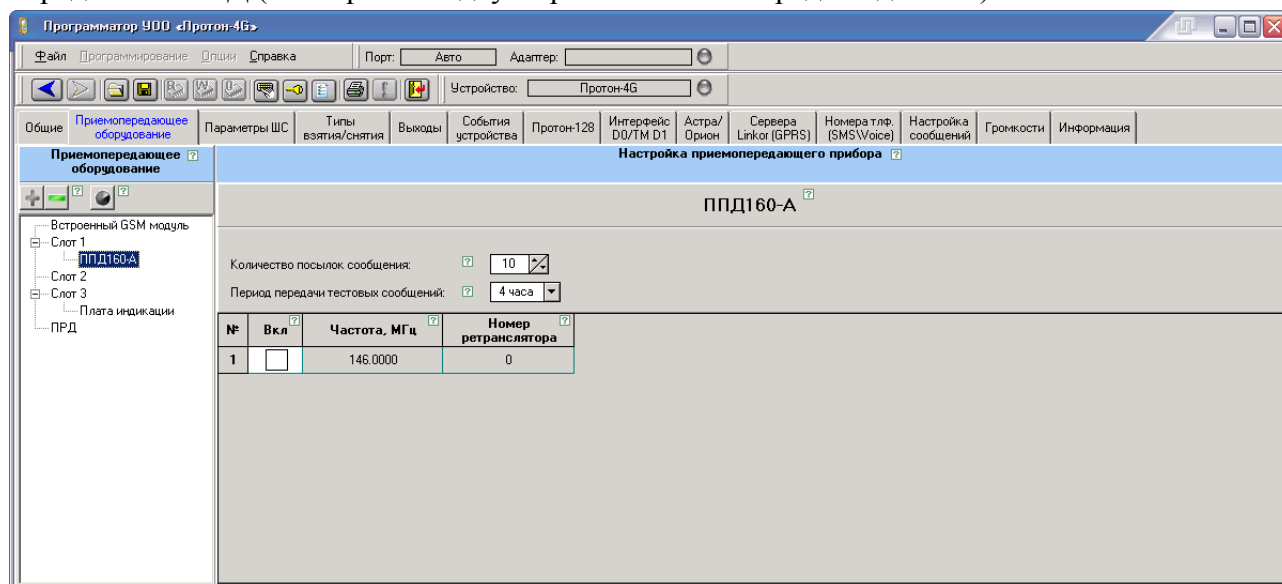 Программатор УОО «Протон-4G»
Файл Программирование Опции Справка Порт: Авто Адаптер:
Устройство: Протон-4G
Общие Приемопередающее оборудование Параметры ШС Типы взятия/снятия Выходы События устройства Протон-128 Интерфейс D0/TM D1 Астра/Орион Сервера Linkor (GPRS) Номера тлф. (SMS\Voice) Настройка сообщений Громкости Информация
Приемопередающее оборудование
Настройка приемопередающего прибора
ППД160-А
Встроенный GSM модуль
Слот 1
ППД160-А
Слот 2
Слот 3
Плата индикации
ПРД
Количество посылок сообщения: 10
Период передачи тестовых сообщений: 4 часа
№ Вкл Частота, МГц Номер ретранслятора
1 146.0000 0